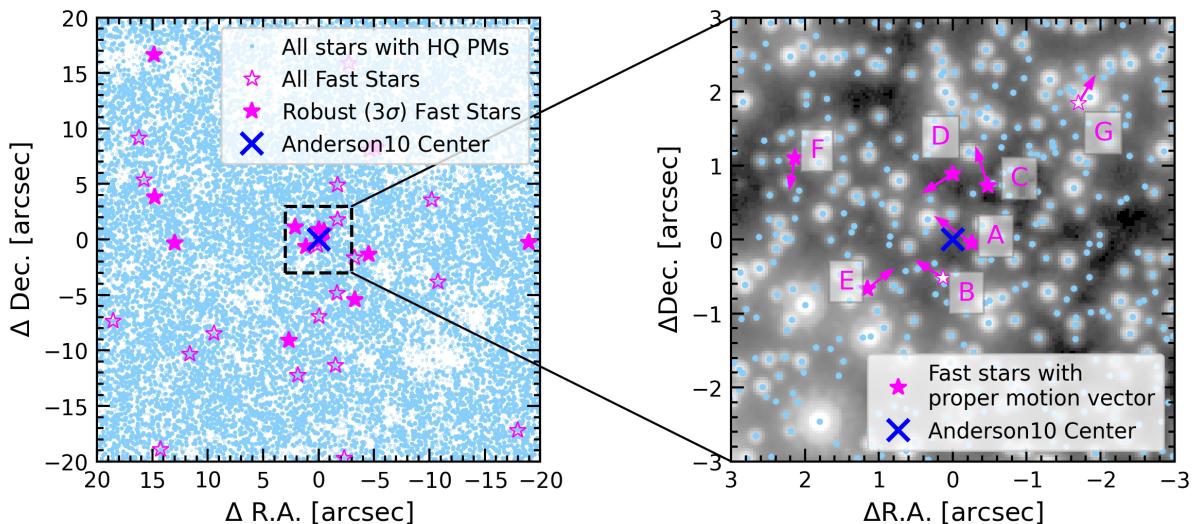 20
15
10
5
0
−5
−10
−15
−20
20
15
10
5
0
−5
−10
−15
−20
Δ Dec. [arcsec]
Δ R.A. [arcsec]
All stars with HQ PMs
All Fast Stars
Robust (3σ) Fast Stars
Anderson10 Center
3
2
1
0
−1
−2
−3
3
2
1
0
−1
−2
−3
ΔDec. [arcsec]
ΔR.A. [arcsec]
D
F
G
C
A
E
B
Fast stars with
proper motion vector
Anderson10 Center